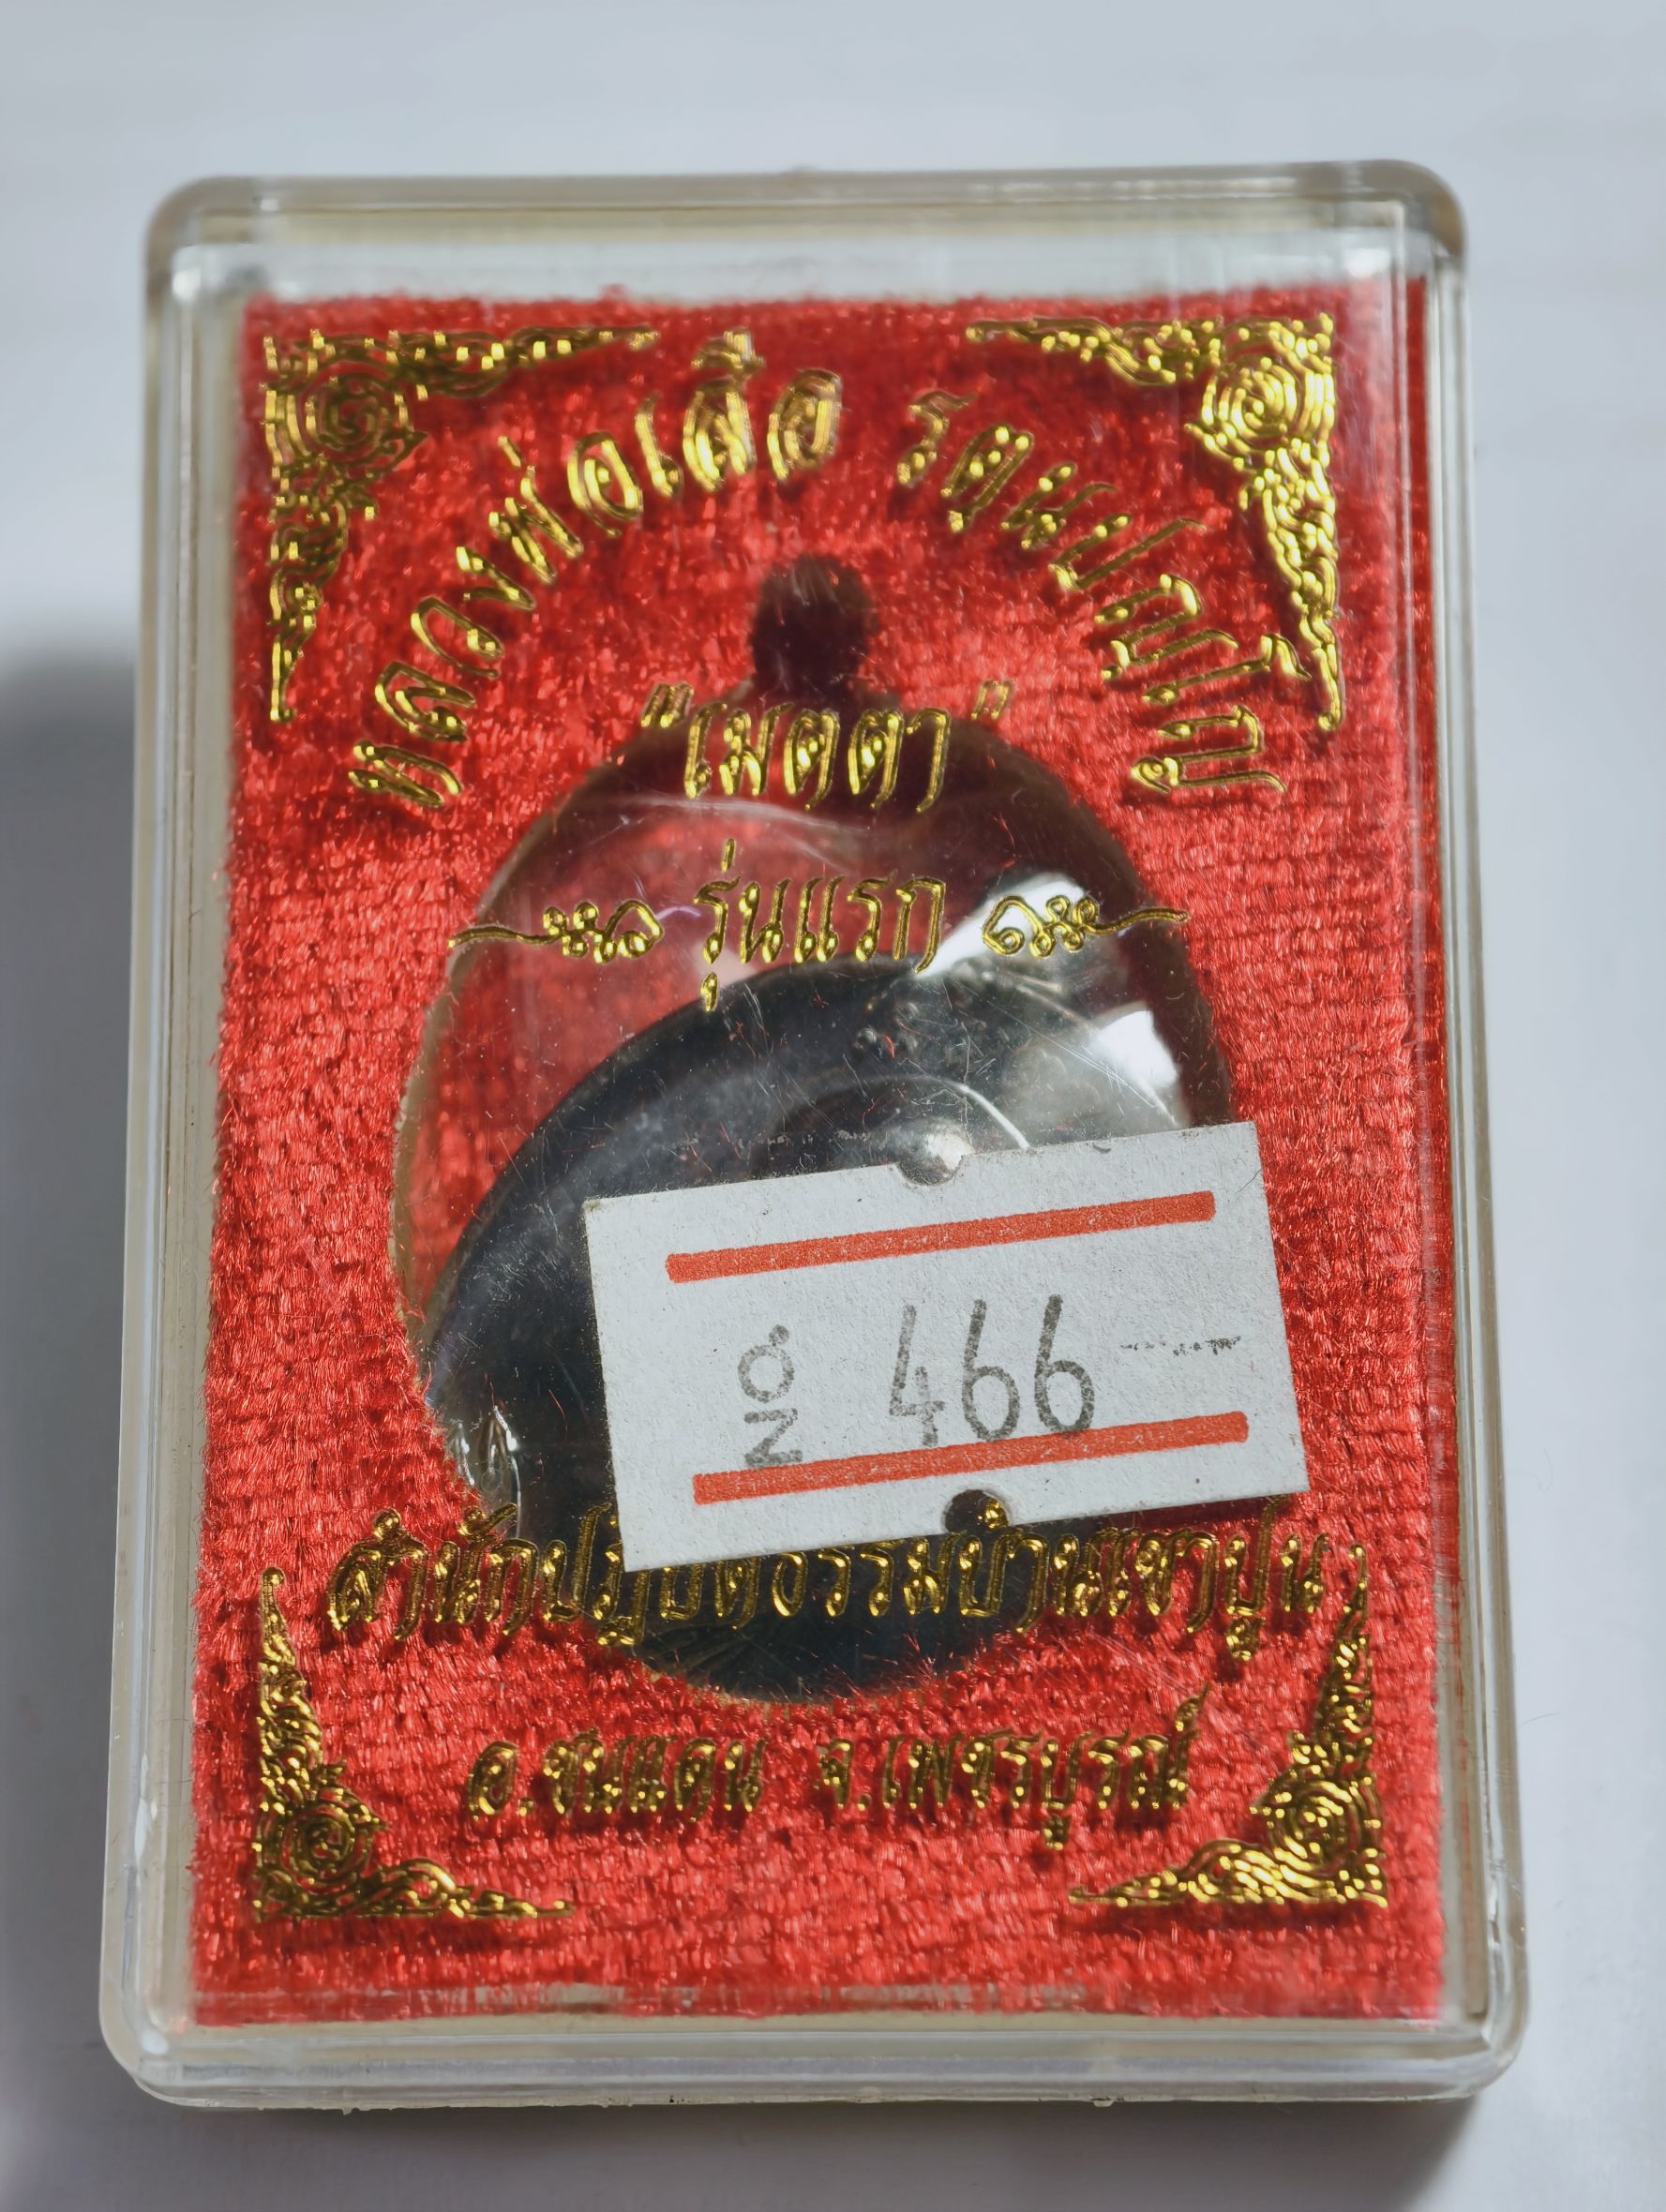 หลวงพ่อเสือ รตนปญฺโญ
"เมตตา"
รุ่นแรก
No. 466
สำนักปฏิบัติธรรมบ้านเขาปูน
อ.ชนแดน จ.เพชรบูรณ์